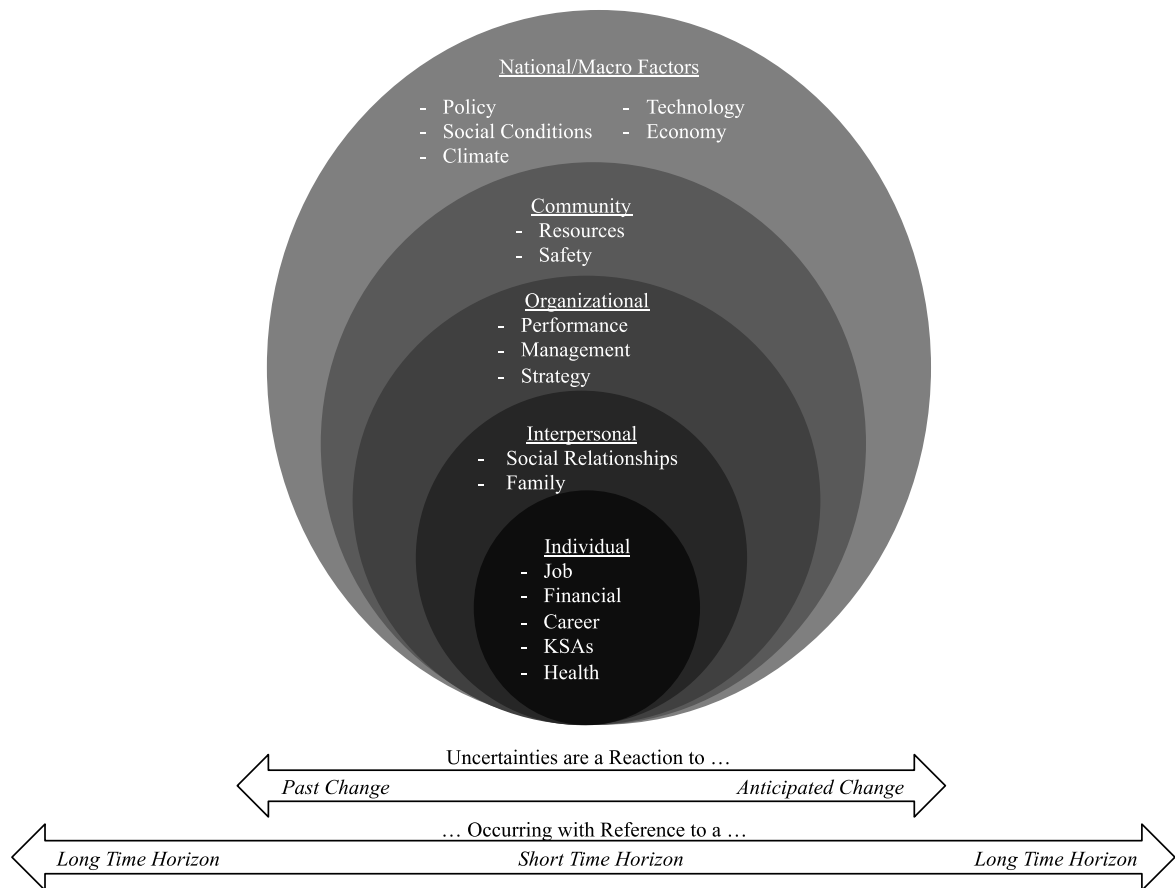 National/Macro Factors
- Policy
- Social Conditions
- Climate
- Technology
- Economy
Community
- Resources
- Safety
Organizational
- Performance
- Management
- Strategy
Interpersonal
- Social Relationships
- Family
Individual
- Job
- Financial
- Career
- KSAs
- Health
Uncertainties are a Reaction to …
Past Change
Anticipated Change
… Occurring with Reference to a …
Long Time Horizon
Short Time Horizon
Long Time Horizon